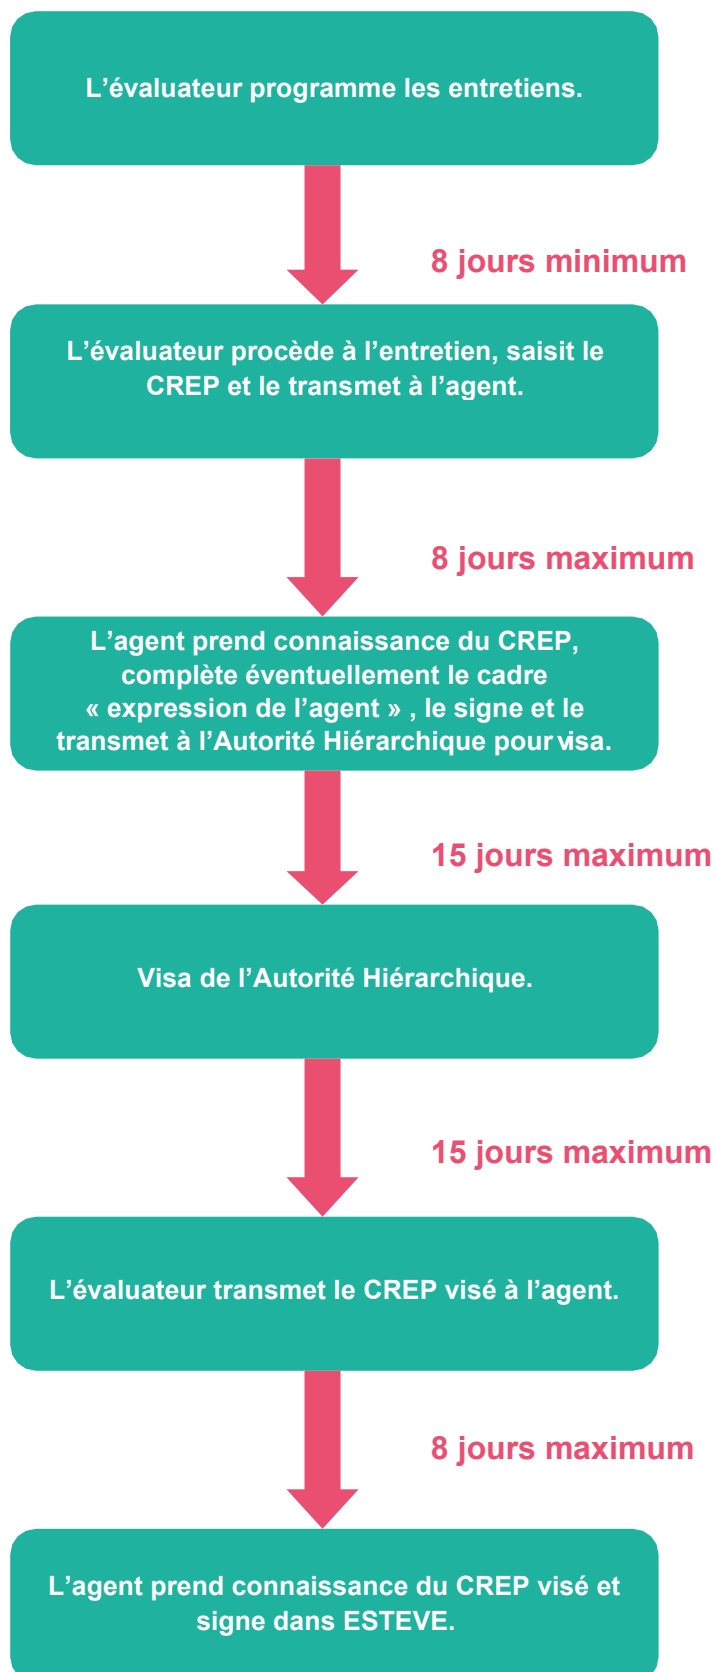 L’évaluateur programme les entretiens.
8 jours minimum
L’évaluateur procède à l’entretien, saisit le
CREP et le transmet à l’agent.
8 jours maximum
L’agent prend connaissance du CREP,
complète éventuellement le cadre
« expression de l’agent » , le signe et le
transmet à l’Autorité Hiérarchique pour visa.
15 jours maximum
Visa de l’Autorité Hiérarchique.
15 jours maximum
L’évaluateur transmet le CREP visé à l’agent.
8 jours maximum
L’agent prend connaissance du CREP visé et
signe dans ESTEVE.